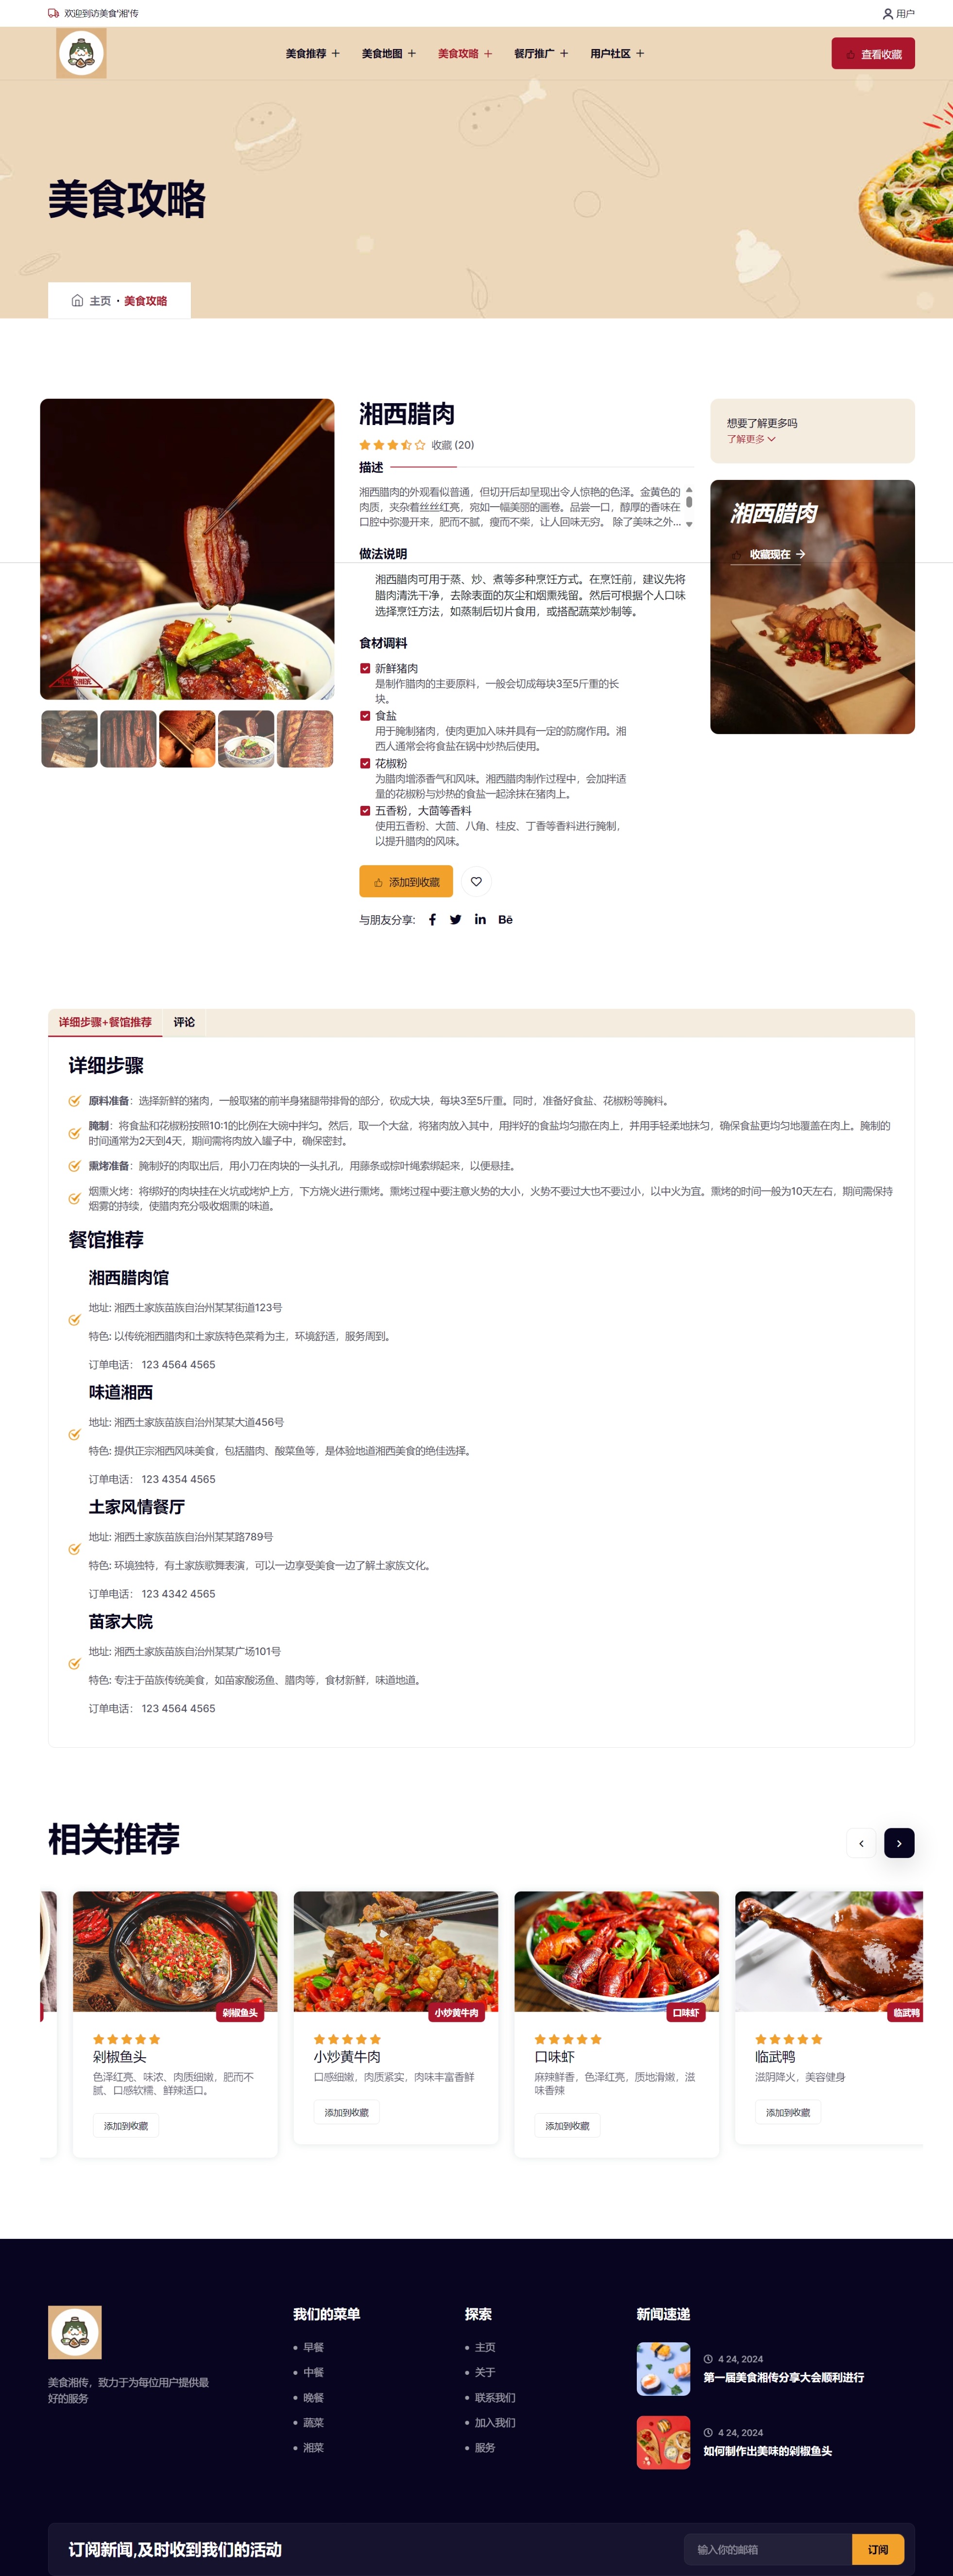 欢迎到访美食'湘'传
用户
美食推荐 +
美食地图 +
美食攻略 +
餐厅推广 +
用户社区 +
查看收藏
美食攻略
主页 · 美食攻略
湘西腊肉
收藏 (20)
描述
湘西腊肉的外观看似普通，但切开后却呈现出令人惊艳的色泽。金黄色的
肉质，夹杂着丝丝红亮，宛如一幅美丽的画卷。品尝一口，醇厚的香味在
口腔中弥漫开来，肥而不腻，瘦而不柴，让人回味无穷。 除了美味之外...
做法说明
湘西腊肉可用于蒸、炒、煮等多种烹饪方式。在烹饪前，建议先将
腊肉清洗干净，去除表面的灰尘和烟熏残留。然后可根据个人口味
选择烹饪方法，如蒸制后切片食用，或搭配蔬菜炒制等。
食材调料
新鲜猪肉
是制作腊肉的主要原料，一般会切成每块3至5斤重的长
块。
食盐
用于腌制猪肉，使肉更加入味并具有一定的防腐作用。湘
西人通常会将食盐在锅中炒热后使用。
花椒粉
为腊肉增添香气和风味。湘西腊肉制作过程中，会加拌适
量的花椒粉与炒热的食盐一起涂抹在猪肉上。
五香粉，大茴等香料
使用五香粉、大茴、八角、桂皮、丁香等香料进行腌制，
以提升腊肉的风味。
添加到收藏
与朋友分享:
想要了解更多吗
了解更多
湘西腊肉
收藏现在
详细步骤+餐馆推荐
评论
详细步骤
原料准备：选择新鲜的猪肉，一般取猪的前半身猪腿带排骨的部分，砍成大块，每块3至5斤重。同时，准备好食盐、花椒粉等腌料。
腌制：将食盐和花椒粉按照10:1的比例在大碗中拌匀。然后，取一个大盆，将猪肉放入其中，用拌好的食盐均匀撒在肉上，并用手轻柔地抹匀，确保食盐更均匀地覆盖在肉上。腌制的
时间通常为2天到4天，期间需将肉放入罐子中，确保密封。
熏烤准备：腌制好的肉取出后，用小刀在肉块的一头扎孔，用藤条或棕叶绳索绑起来，以便悬挂。
烟熏火烤：将绑好的肉块挂在火坑或烤炉上方，下方烧火进行熏烤。熏烤过程中要注意火势的大小，火势不要过大也不要过小，以中火为宜。熏烤的时间一般为10天左右，期间需保持
烟雾的持续，使腊肉充分吸收烟熏的味道。
餐馆推荐
湘西腊肉馆
地址: 湘西土家族苗族自治州某某街道123号
特色: 以传统湘西腊肉和土家族特色菜肴为主，环境舒适，服务周到。
订单电话： 123 4564 4565
味道湘西
地址: 湘西土家族苗族自治州某某大道456号
特色: 提供正宗湘西风味美食，包括腊肉、酸菜鱼等，是体验地道湘西美食的绝佳选择。
订单电话： 123 4354 4565
土家风情餐厅
地址: 湘西土家族苗族自治州某某路789号
特色: 环境独特，有土家族歌舞表演，可以一边享受美食一边了解土家族文化。
订单电话： 123 4342 4565
苗家大院
地址: 湘西土家族苗族自治州某某广场101号
特色: 专注于苗族传统美食，如苗家酸汤鱼、腊肉等，食材新鲜，味道地道。
订单电话： 123 4564 4565
相关推荐
剁椒鱼头
剁椒鱼头
色泽红亮、味浓、肉质细嫩，肥而不
腻、口感软糯、鲜辣适口。
添加到收藏
小炒黄牛肉
小炒黄牛肉
口感细嫩，肉质紧实，肉味丰富香鲜
添加到收藏
口味虾
口味虾
麻辣鲜香，色泽红亮，质地滑嫩，滋
味香辣
添加到收藏
临武鸭
临武鸭
滋阴降火，美容健身
添加到收藏
美食湘传，致力于为每位用户提供最
好的服务
我们的菜单
早餐
中餐
晚餐
蔬菜
湘菜
探索
主页
关于
联系我们
加入我们
服务
新闻速递
4 24, 2024
第一届美食湘传分享大会顺利进行
4 24, 2024
如何制作出美味的剁椒鱼头
订阅新闻,及时收到我们的活动
输入你的邮箱
订阅